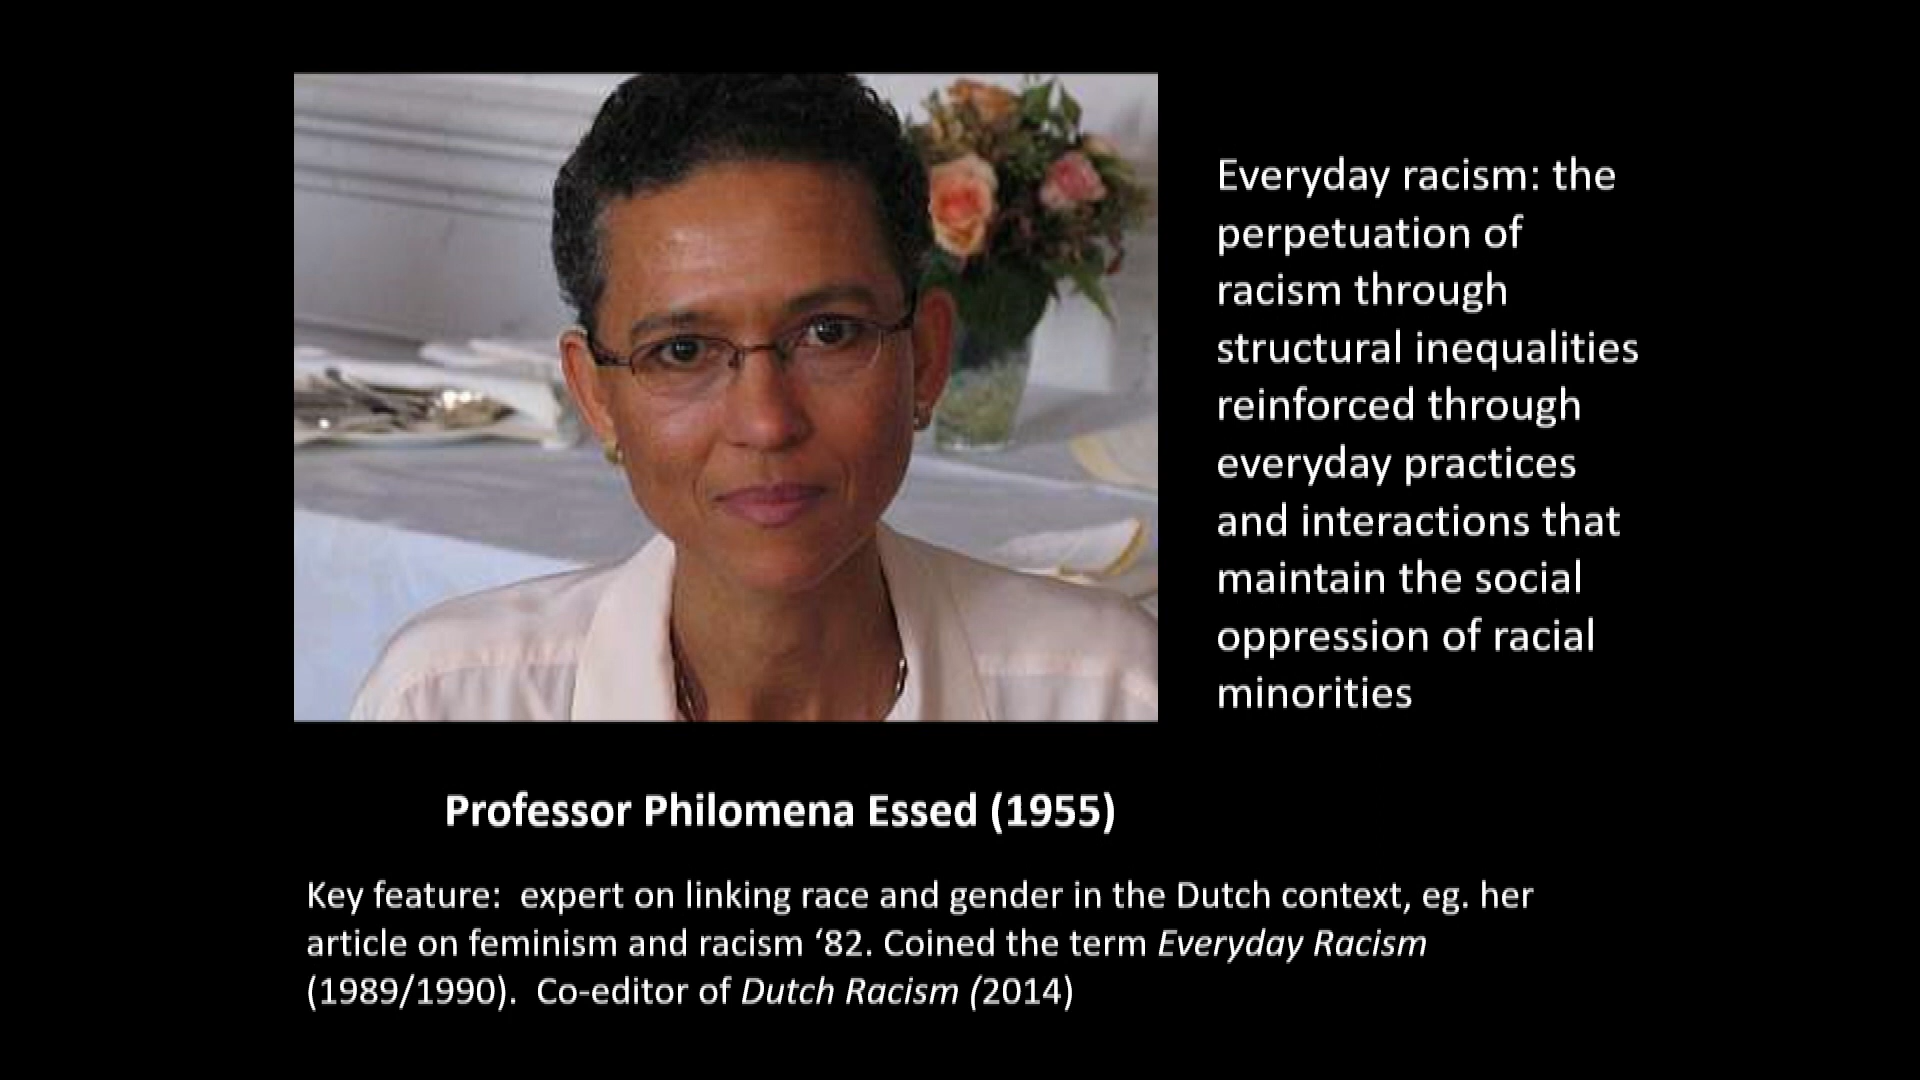 Everyday racism: the
perpetuation of
racism through
structural inequalities
reinforced through
everyday practices
and interactions that
maintain the social
oppression of racial
minorities
Professor Philomena Essed (1955)
Key feature:  expert on linking race and gender in the Dutch context, eg. her
article on feminism and racism ‘82. Coined the term Everyday Racism
(1989/1990).  Co-editor of Dutch Racism (2014)